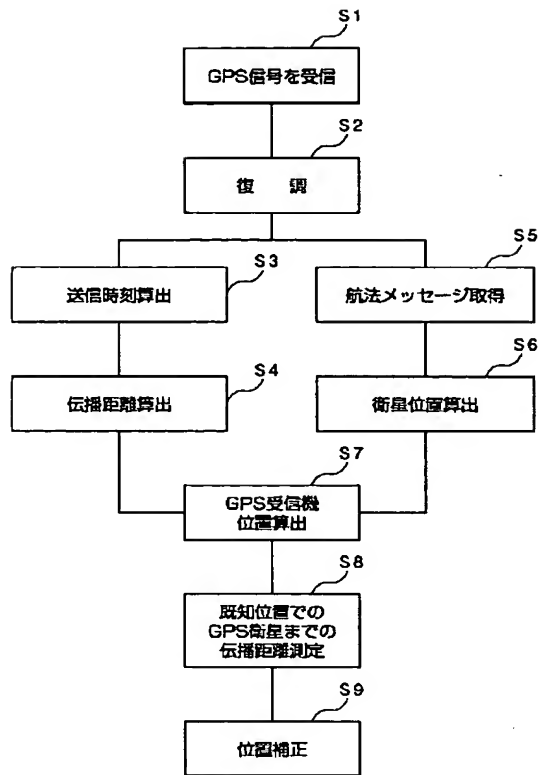 S1
GPS信号を受信
S2
復 調
S3
送信時刻算出
S5
航法メッセージ取得
S4
伝播距離算出
S6
衛星位置算出
S7
GPS受信機
位置算出
S8
既知位置での
GPS衛星までの
伝播距離測定
S9
位置補正